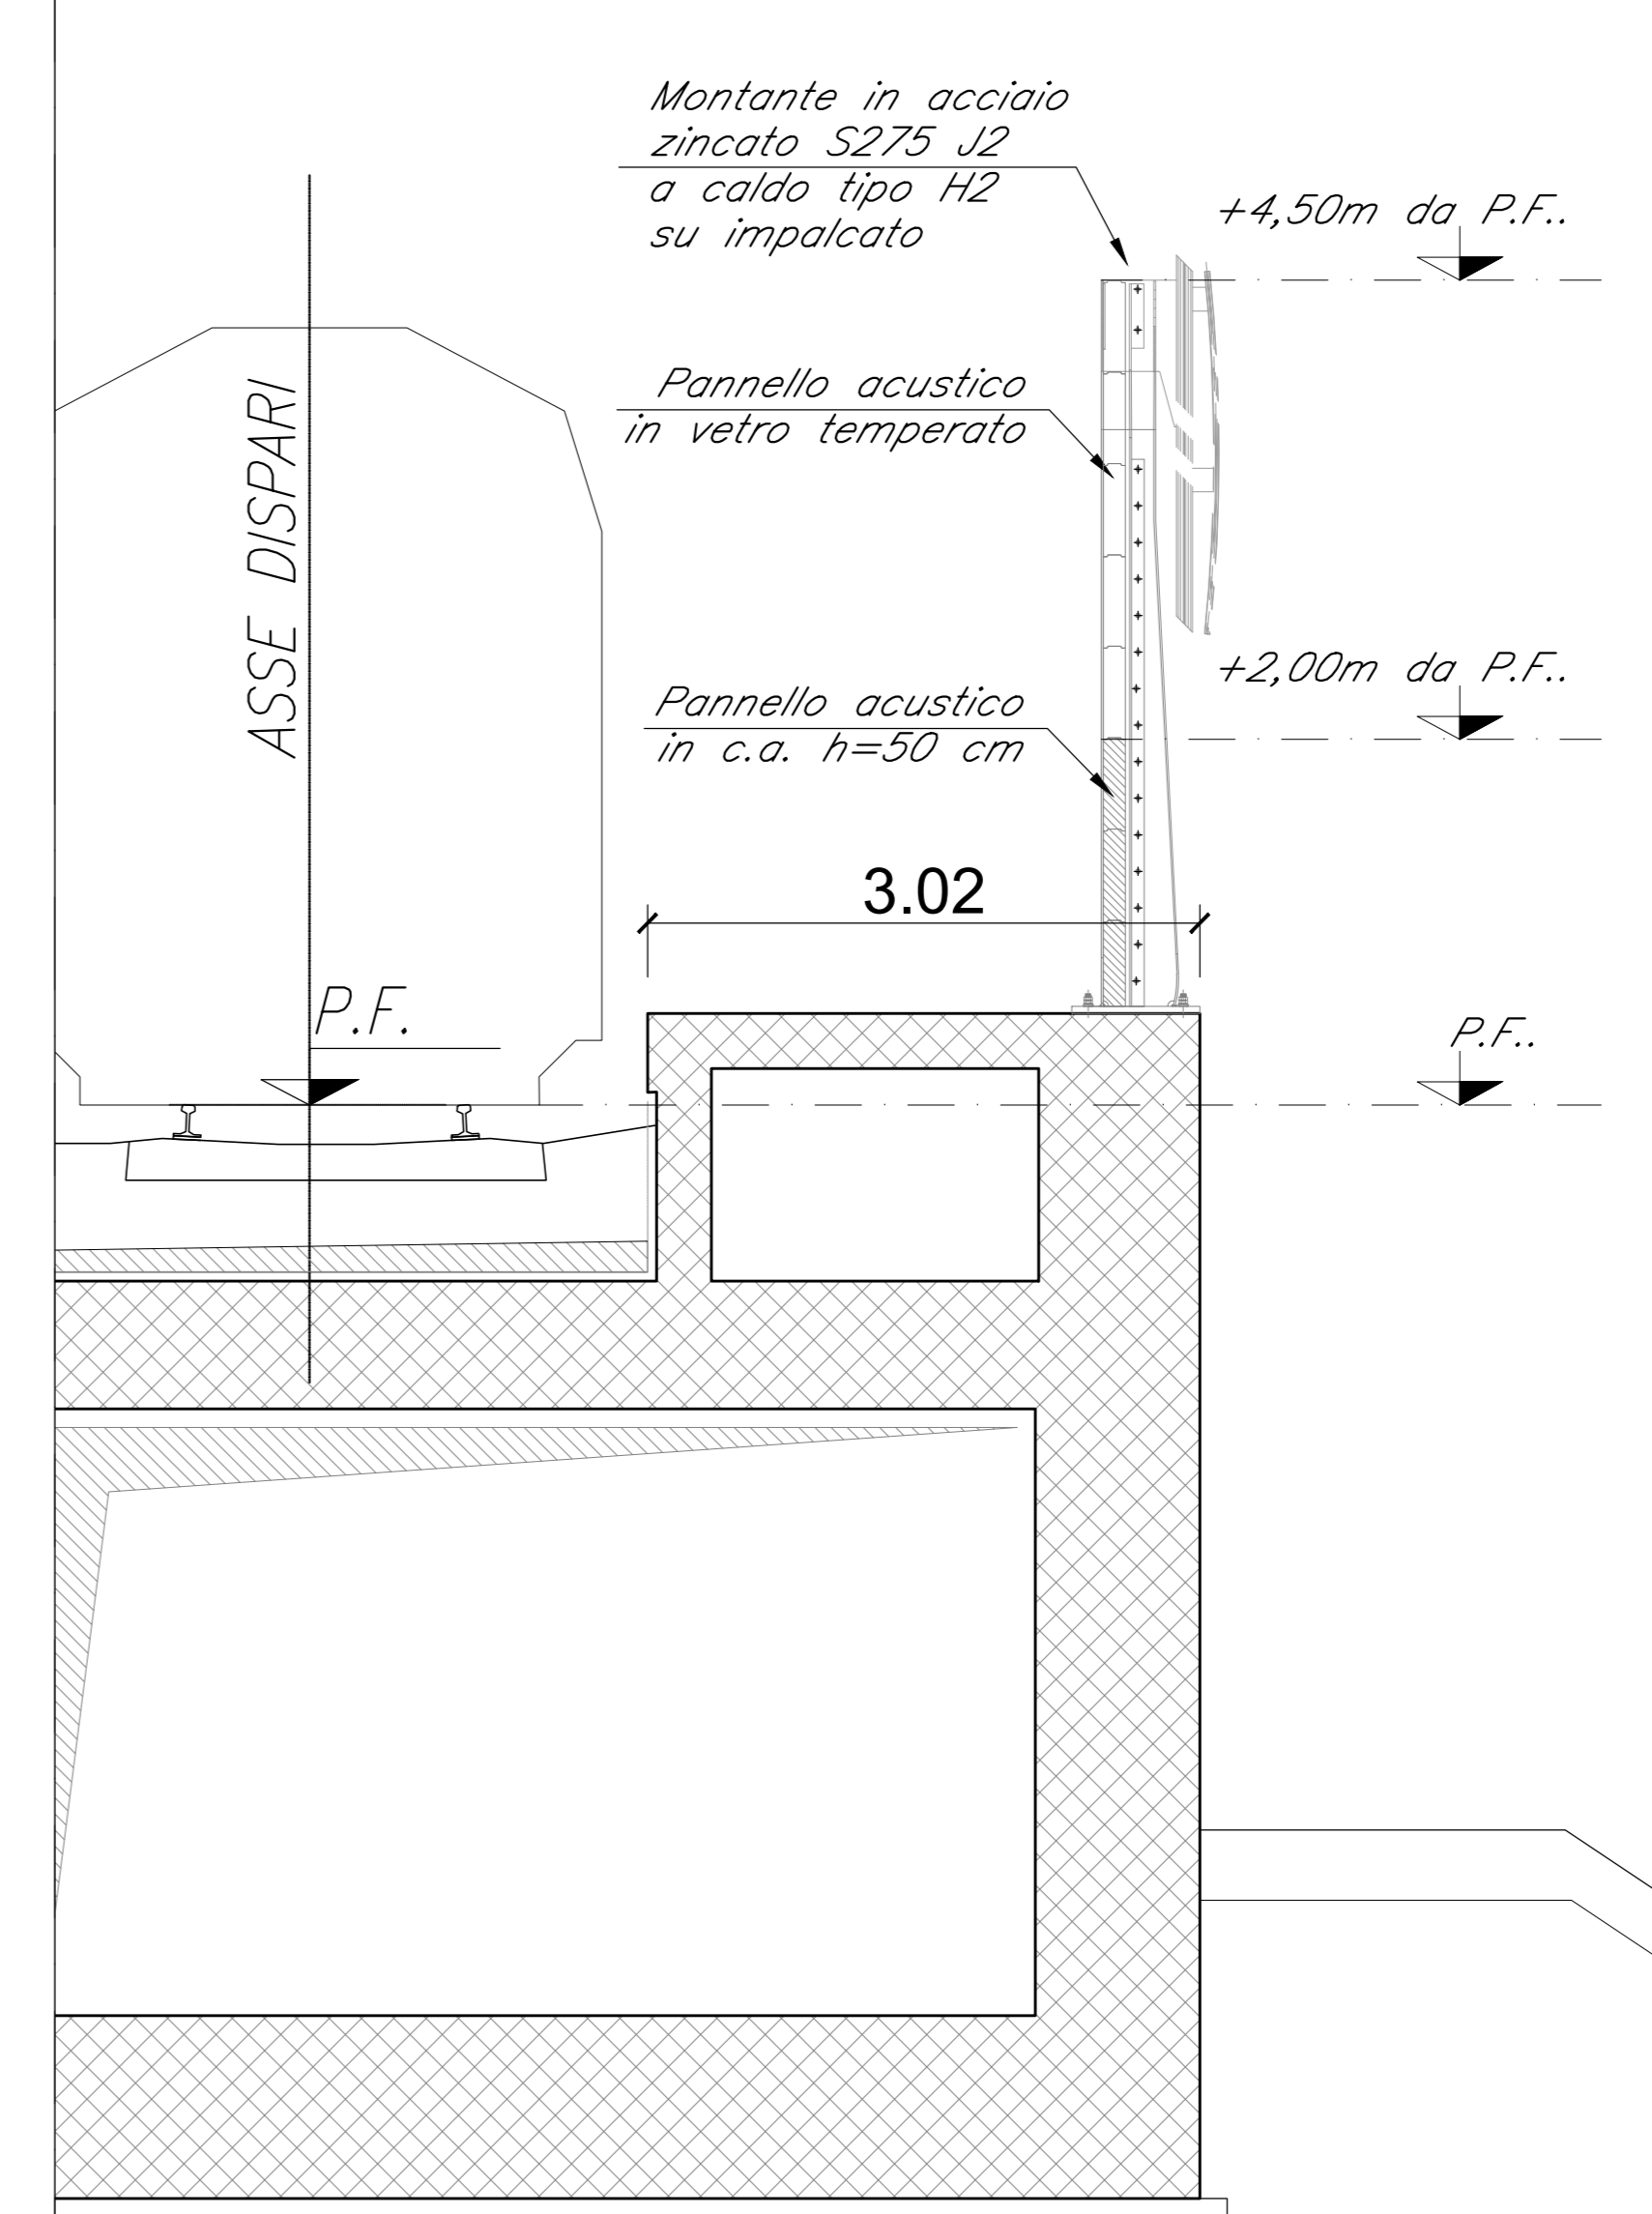 Montante in acciaio
zincato S275 J2
a caldo tipo H2
su impalcato
+4,50m da P.F..
Pannello acustico
in vetro temperato
ASSE DISPARI
+2,00m da P.F..
Pannello acustico
in c.a. h=50 cm
3.02
P.F.
P.F..